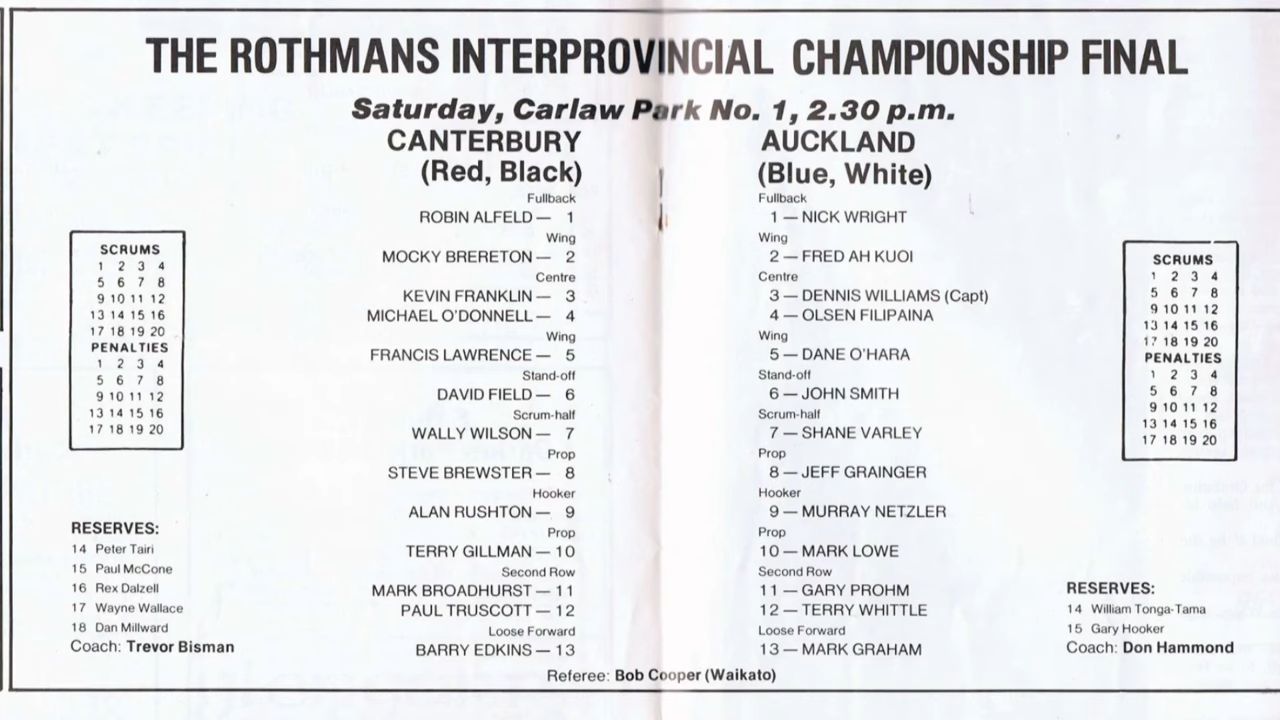 THE ROTHMANS INTERPROVINCIAL CHAMPIONSHIP FINAL
Saturday, Carlaw Park No. 1, 2.30 p.m.
CANTERBURY
(Red, Black)
Fullback
ROBIN ALFELD — 1
Wing
MOCKY BRERETON — 2
Centre
KEVIN FRANKLIN — 3
MICHAEL O'DONNELL — 4
Wing
FRANCIS LAWRENCE — 5
Stand-off
DAVID FIELD — 6
Scrum-half
WALLY WILSON — 7
Prop
STEVE BREWSTER — 8
Hooker
ALAN RUSHTON — 9
Prop
TERRY GILLMAN — 10
Second Row
MARK BROADHURST — 11
PAUL TRUSCOTT — 12
Loose Forward
BARRY EDKINS — 13
AUCKLAND
(Blue, White)
Fullback
1 — NICK WRIGHT
Wing
2 — FRED AH KUOI
Centre
3 — DENNIS WILLIAMS (Capt)
4 — OLSEN FILIPAINA
Wing
5 — DANE O'HARA
Stand-off
6 — JOHN SMITH
Scrum-half
7 — SHANE VARLEY
Prop
8 — JEFF GRAINGER
Hooker
9 — MURRAY NETZLER
Prop
10 — MARK LOWE
Second Row
11 — GARY PROHM
12 — TERRY WHITTLE
Loose Forward
13 — MARK GRAHAM
SCRUMS
1 2 3 4
5 6 7 8
9 10 11 12
13 14 15 16
17 18 19 20
PENALTIES
1 2 3 4
5 6 7 8
9 10 11 12
13 14 15 16
17 18 19 20
RESERVES:
14 Peter Tairi
15 Paul McCone
16 Rex Dalzell
17 Wayne Wallace
18 Dan Millward
Coach: Trevor Bisman
SCRUMS
1 2 3 4
5 6 7 8
9 10 11 12
13 14 15 16
17 18 19 20
PENALTIES
1 2 3 4
5 6 7 8
9 10 11 12
13 14 15 16
17 18 19 20
RESERVES:
14 William Tonga-Tama
15 Gary Hooker
Coach: Don Hammond
Referee: Bob Cooper (Waikato)